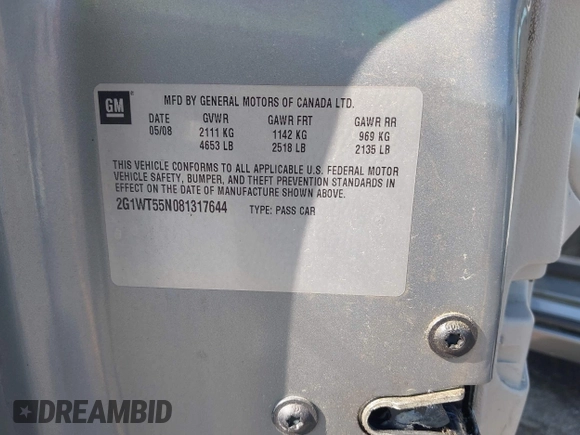 GM
MFD BY GENERAL MOTORS OF CANADA LTD.
DATE GVWR GAWR FRT GAWR RR
05/08 2111 KG 1142 KG 969 KG
4653 LB 2518 LB 2135 LB
THIS VEHICLE CONFORMS TO ALL APPLICABLE U.S. FEDERAL MOTOR
VEHICLE SAFETY, BUMPER, AND THEFT PREVENTION STANDARDS IN
EFFECT ON THE DATE OF MANUFACTURE SHOWN ABOVE.
2G1WT55N081317644 TYPE: PASS CAR
DREAMBID